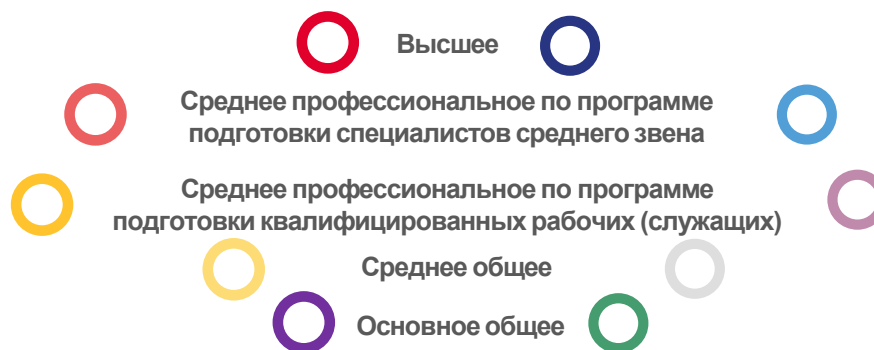 Высшее
Среднее профессиональное по программе
подготовки специалистов среднего звена
Среднее профессиональное по программе
подготовки квалифицированных рабочих (служащих)
Среднее общее
Основное общее